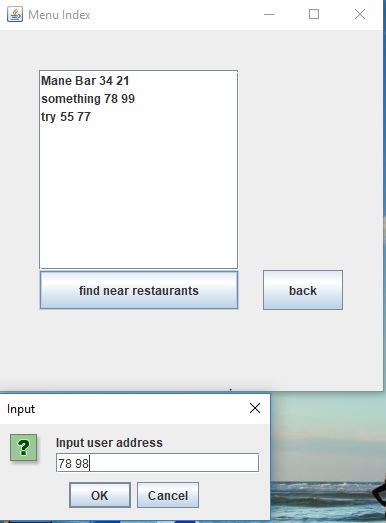 Menu Index
Mane Bar 34 21
something 78 99
try 55 77
find near restaurants
back
Input
?
Input user address
78 98
OK
Cancel